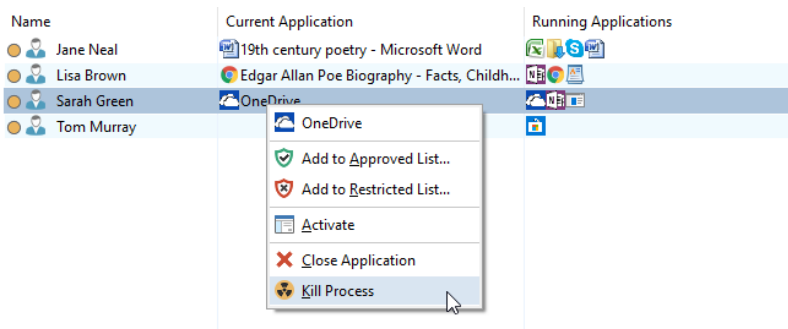 Name Current Application Running Applications
Jane Neal 19th century poetry - Microsoft Word
Lisa Brown Edgar Allan Poe Biography - Facts, Childh...
Sarah Green OneDrive
OneDrive
Tom Murray
Add to Approved List...
Add to Restricted List...
Activate
Close Application
Kill Process